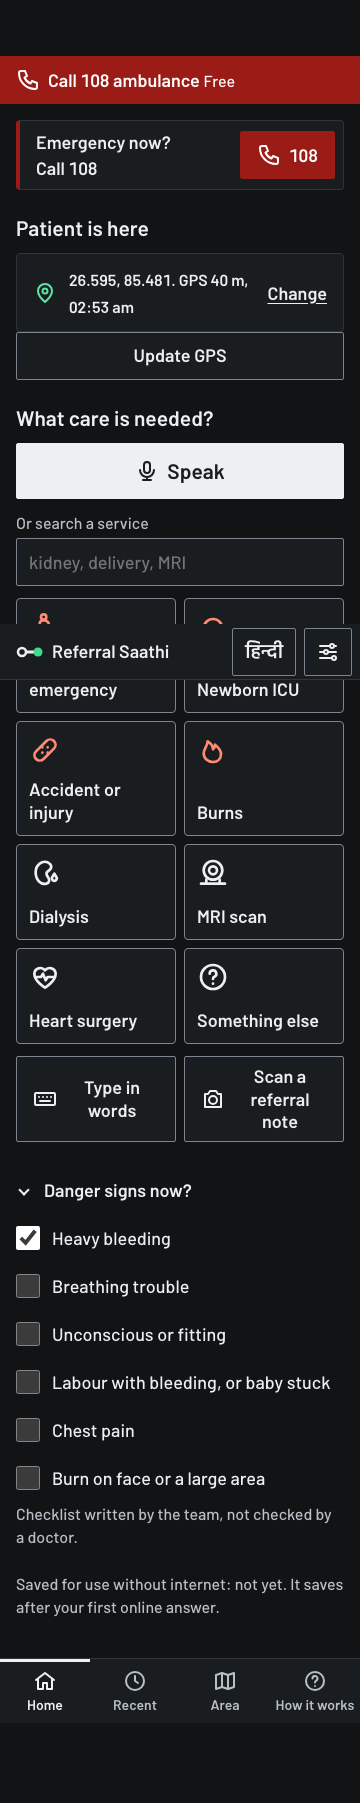 Call 108 ambulance Free
Emergency now?
Call 108
108
Patient is here
26.595, 85.481. GPS 40 m,
02:53 am
Change
Update GPS
What care is needed?
Speak
Or search a service
kidney, delivery, MRI
Referral Saathi
हिन्दी
emergency
Newborn ICU
Accident or
injury
Burns
Dialysis
MRI scan
Heart surgery
Something else
Type in
words
Scan a
referral
note
Danger signs now?
Heavy bleeding
Breathing trouble
Unconscious or fitting
Labour with bleeding, or baby stuck
Chest pain
Burn on face or a large area
Checklist written by the team, not checked by
a doctor.
Saved for use without internet: not yet. It saves
after your first online answer.
Home
Recent
Area
How it works